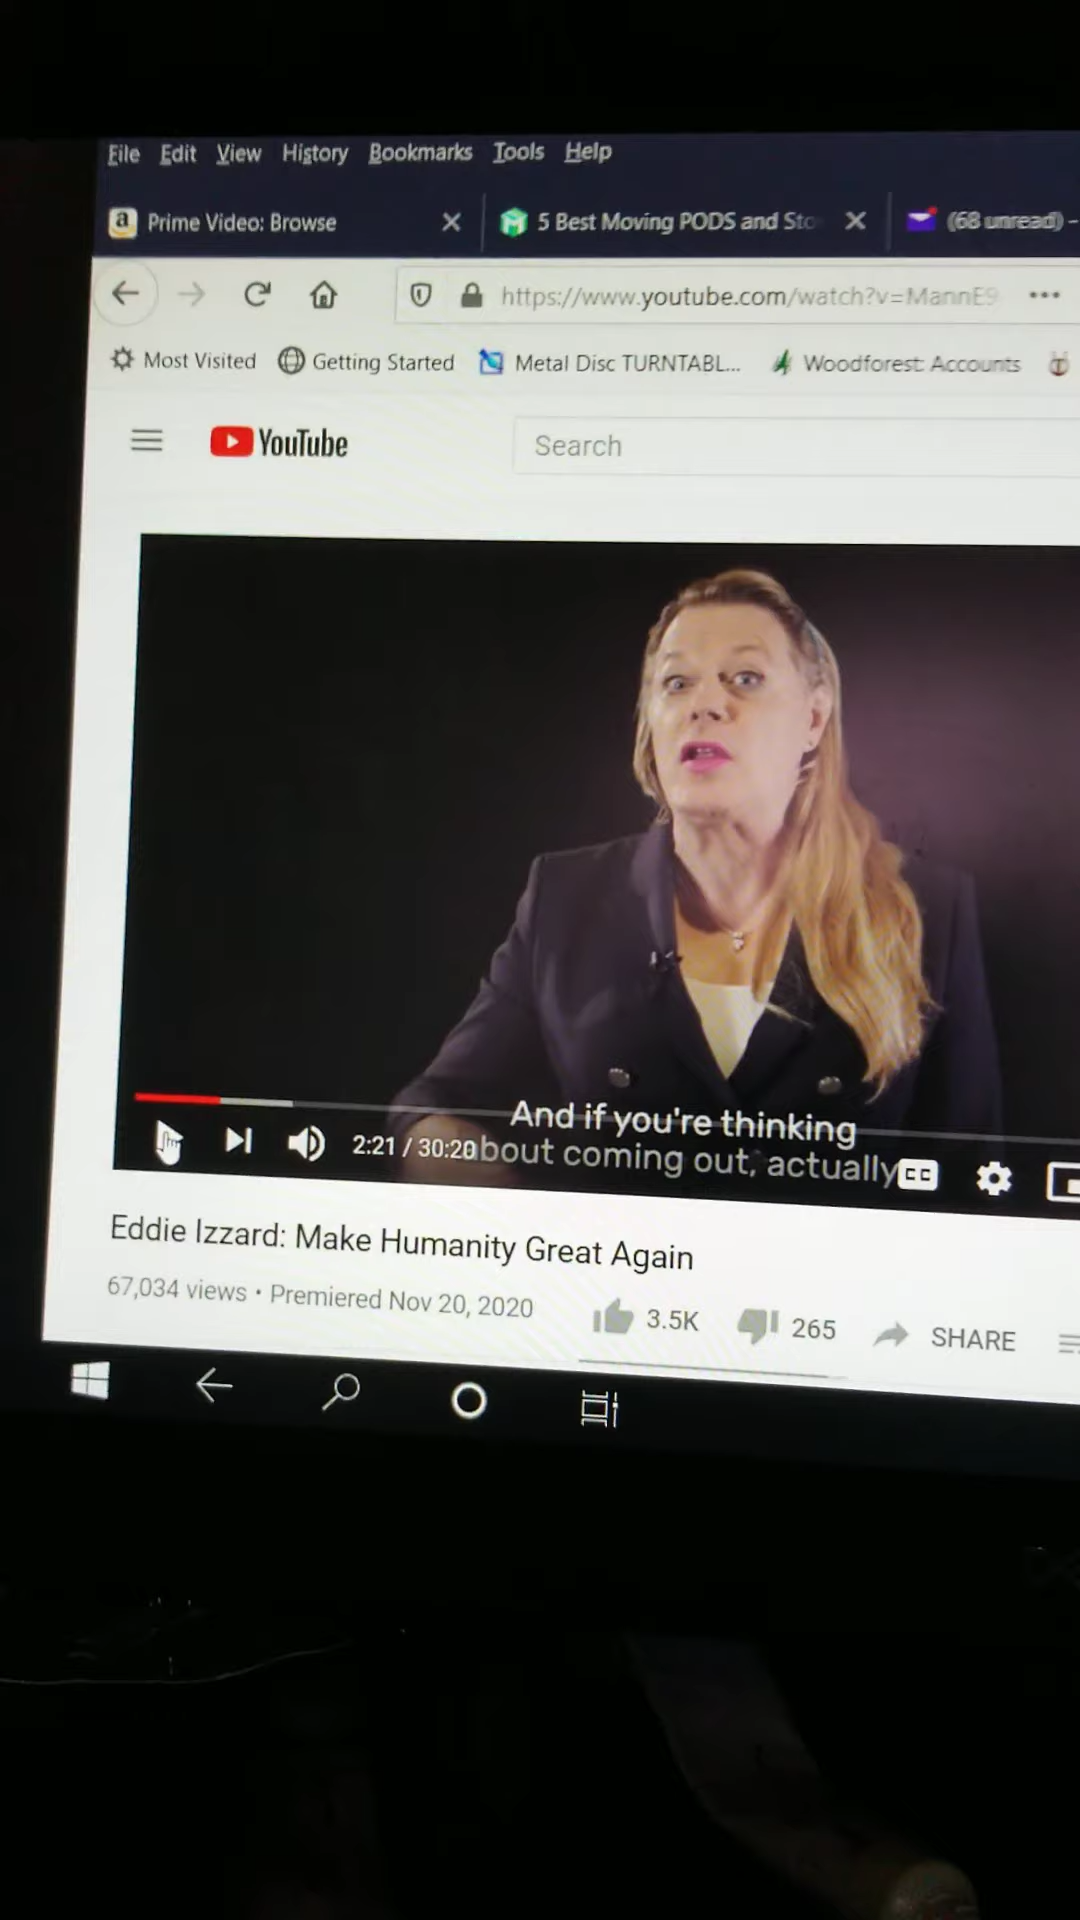 File Edit View History Bookmarks Tools Help
Prime Video: Browse
5 Best Moving PODS and Sto
(68 unread) -
https://www.youtube.com/watch?v=MannE9
Most Visited Getting Started Metal Disc TURNTABL... Woodforest Accounts
YouTube
Search
And if you're thinking
about coming out, actually
2:21 / 30:20
CC
Eddie Izzard: Make Humanity Great Again
67,034 views • Premiered Nov 20, 2020
3.5K 265 SHARE